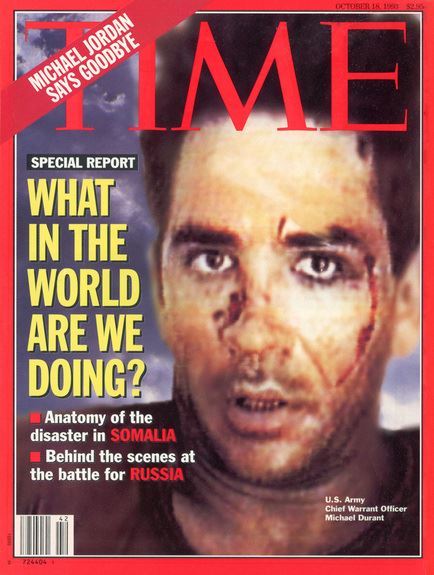 OCTOBER 18, 1993 $2.95
MICHAEL JORDAN
SAYS GOODBYE
TIME
SPECIAL REPORT
WHAT
IN THE
WORLD
ARE WE
DOING?
■ Anatomy of the
disaster in SOMALIA
■ Behind the scenes at
the battle for RUSSIA
U.S. Army
Chief Warrant Officer
Michael Durant
42
724404